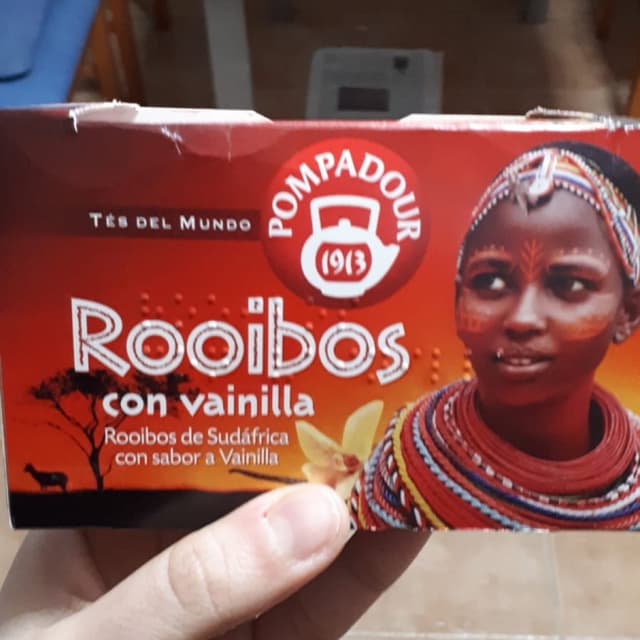 POMPADOUR
1913
TÉS DEL MUNDO
Rooibos
con vainilla
Rooibos de Sudáfrica
con sabor a Vainilla